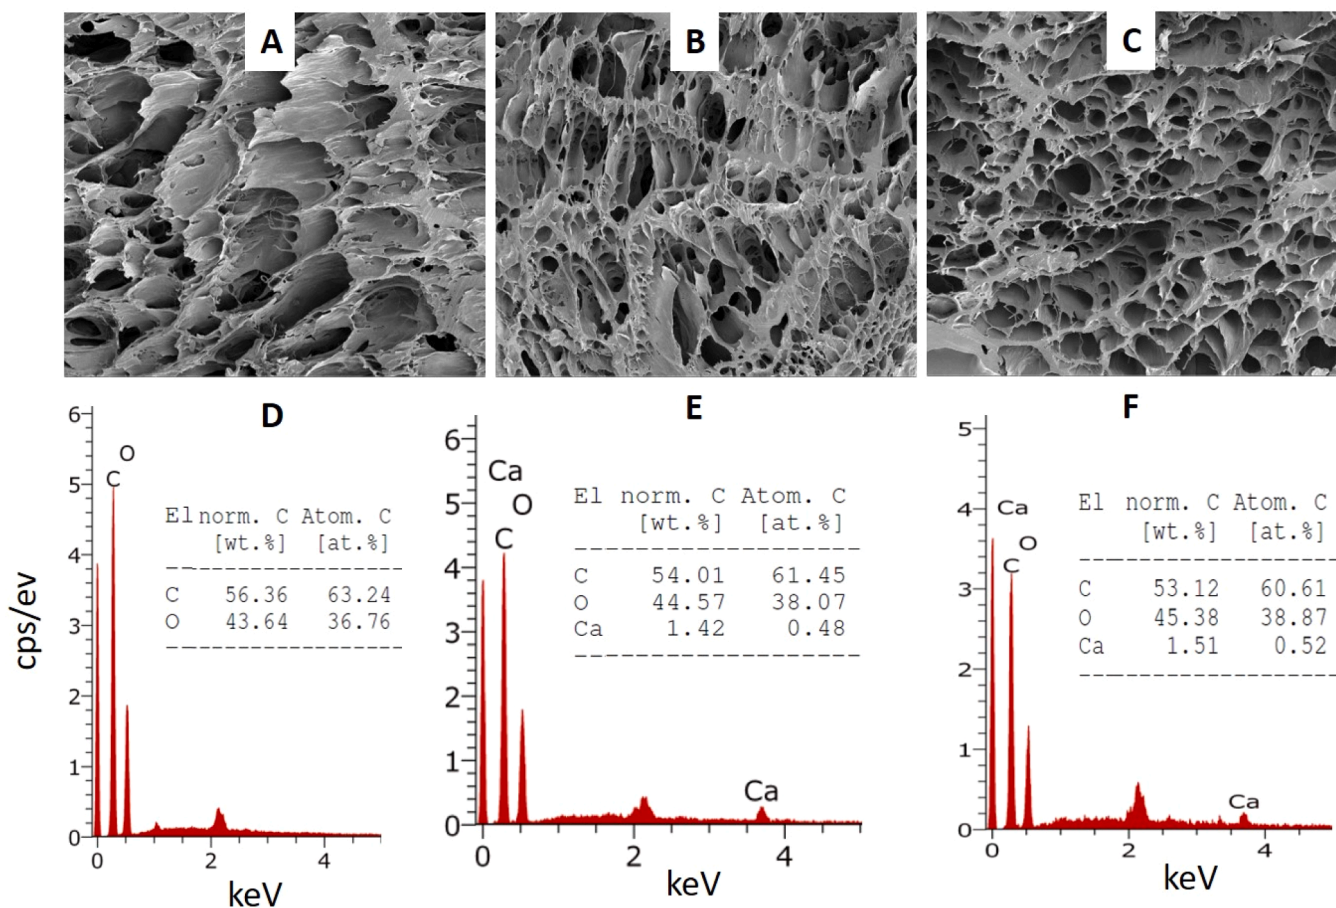 A
B
C
D
E
F
cps/ev
6
5
4
3
2
1
0
O
C
El norm. C Atom. C
[wt.%] [at.%]
C 56.36 63.24
O 43.64 36.76
0 2 4
keV
6
5
4
3
2
1
0
Ca
O
C
El norm. C Atom. C
[wt.%] [at.%]
C 54.01 61.45
O 44.57 38.07
Ca 1.42 0.48
Ca
0 2 4
keV
5
4
3
2
1
0
Ca
O
C
El norm. C Atom. C
[wt.%] [at.%]
C 53.12 60.61
O 45.38 38.87
Ca 1.51 0.52
Ca
0 2 4
keV